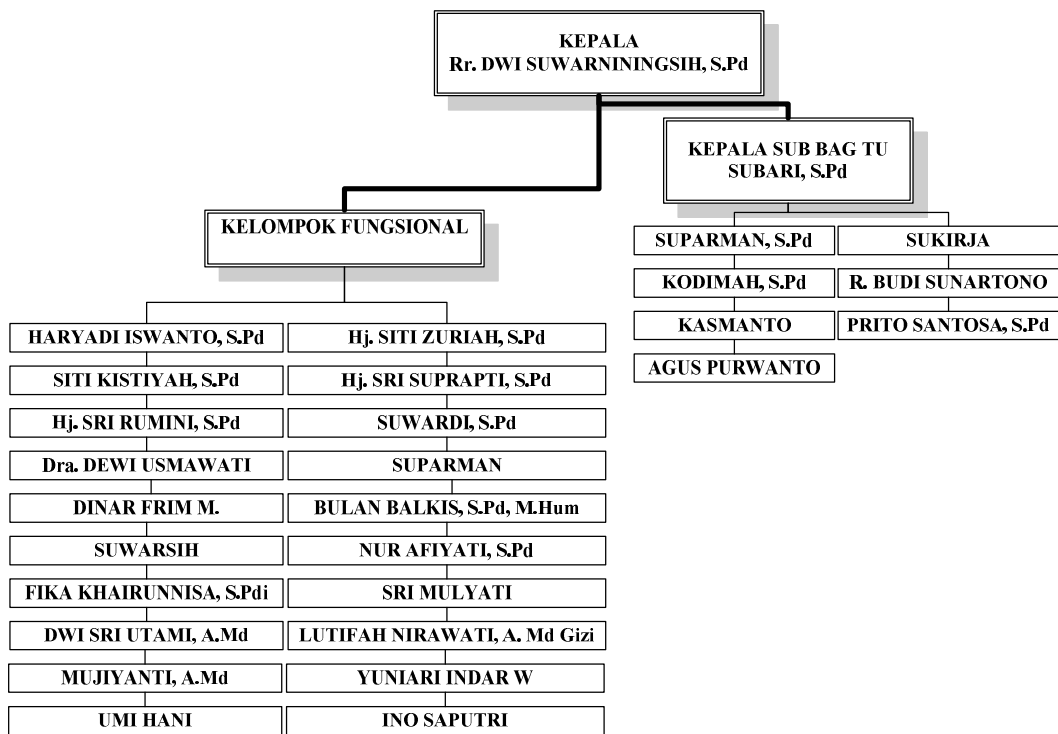 KEPALA
Rr. DWI SUWARNININGSIH, S.Pd
KEPALA SUB BAG TU
SUBARI, S.Pd
KELOMPOK FUNGSIONAL
SUPARMAN, S.Pd
SUKIRJA
KODIMAH, S.Pd
R. BUDI SUNARTONO
KASMANTO
PRITO SANTOSA, S.Pd
AGUS PURWANTO
HARYADI ISWANTO, S.Pd
Hj. SITI ZURIAH, S.Pd
SITI KISTIYAH, S.Pd
Hj. SRI SUPRAPTI, S.Pd
Hj. SRI RUMINI, S.Pd
SUWARDI, S.Pd
Dra. DEWI USMAWATI
SUPARMAN
DINAR FRIM M.
BULAN BALKIS, S.Pd, M.Hum
SUWARSIH
NUR AFIYATI, S.Pd
FIKA KHAIRUNNISA, S.Pdi
SRI MULYATI
DWI SRI UTAMI, A.Md
LUTIFAH NIRAWATI, A. Md Gizi
MUJIYANTI, A.Md
YUNIARI INDAR W
UMI HANI
INO SAPUTRI